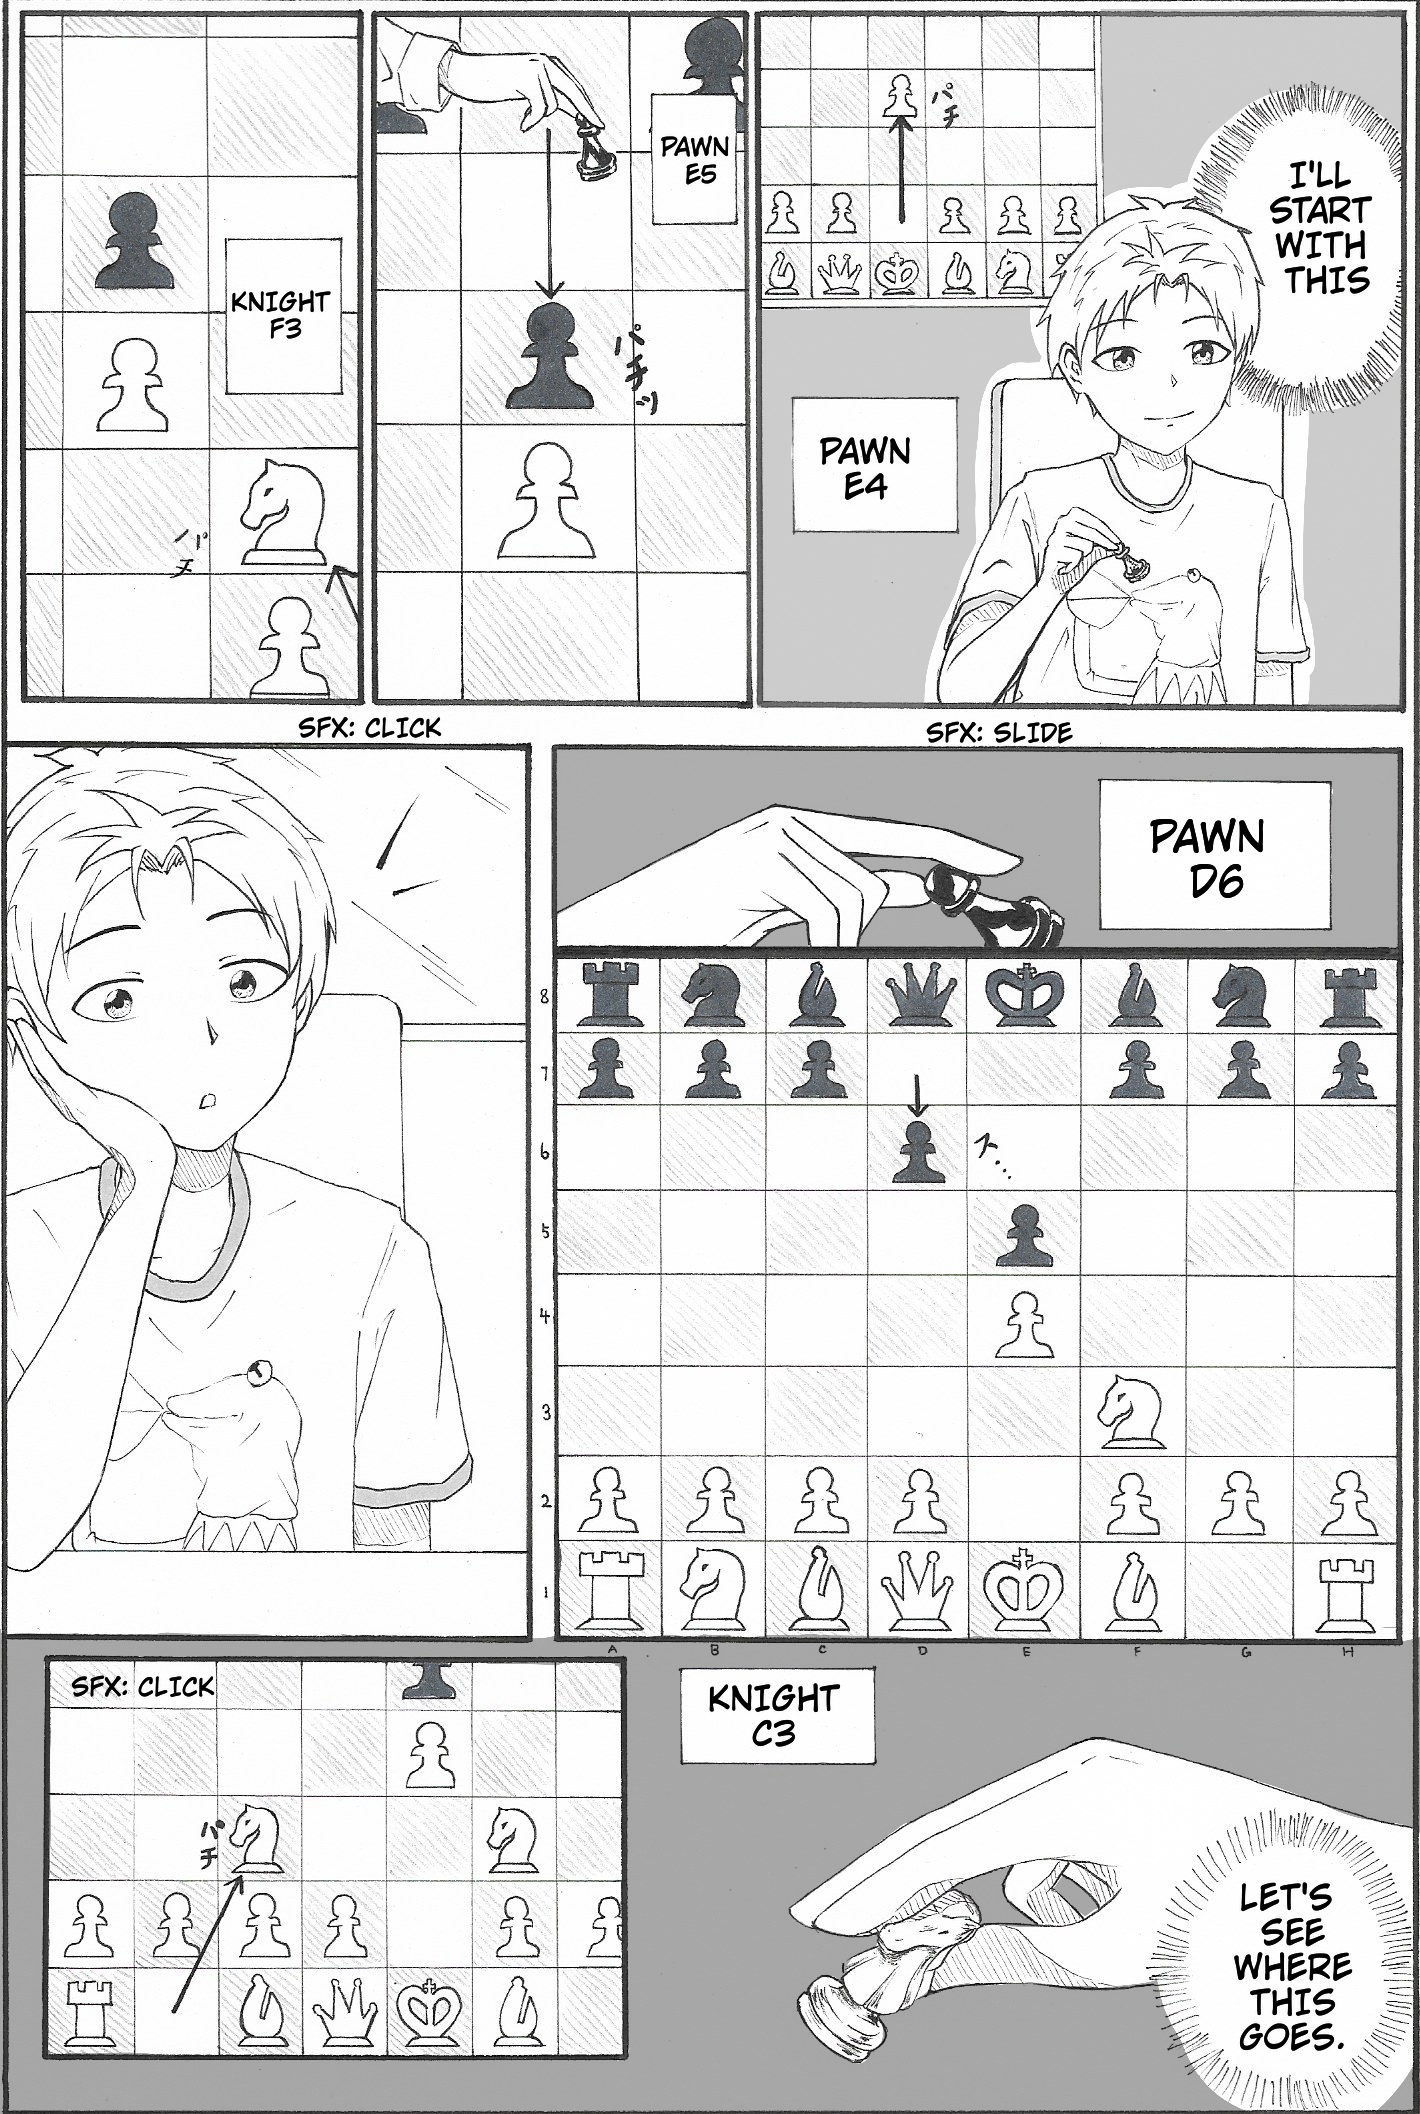 パチ
I'LL
START
WITH
THIS
PAWN
E4
PAWN
E5
パチッ
KNIGHT
F3
パチ
SFX: SLIDE
SFX: CLICK
PAWN
D6
8
7
6
5
4
3
2
1
ス...
A B C D E F G H
SFX: CLICK
パチ
KNIGHT
C3
LET'S
SEE
WHERE
THIS
GOES.